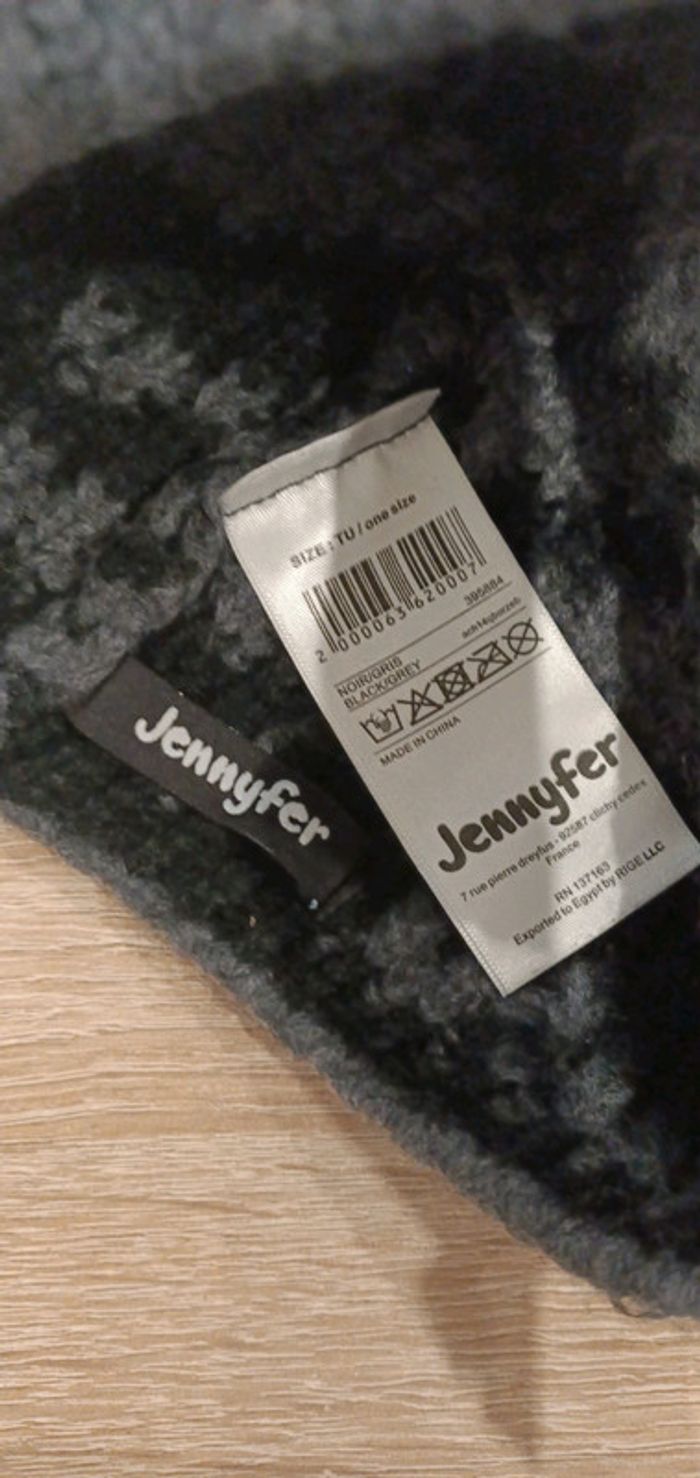 SIZE : TU / one size
2 000063 620007
395884
NOIR/GRIS
BLACK/GREY
MADE IN CHINA
Jennyfer
7 rue pierre dreyfus - 92587 clichy cedex
France
RN 137163
Exported to Egypt by RIGE LLC
Jennyfer